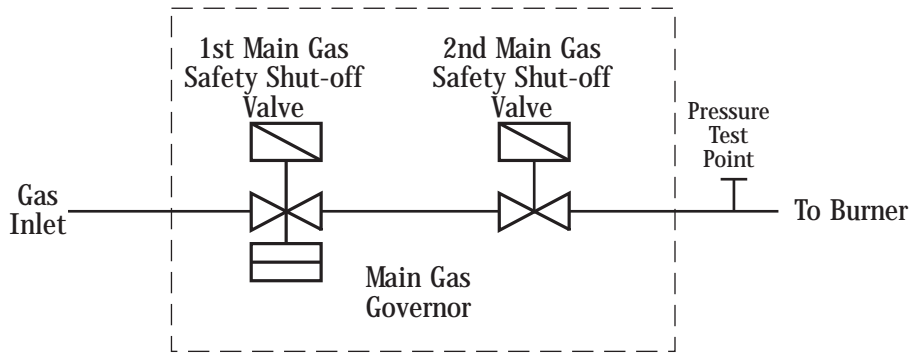 1st Main Gas
Safety Shut-off
Valve
2nd Main Gas
Safety Shut-off
Valve
Pressure
Test
Point
Gas
Inlet
To Burner
Main Gas
Governor